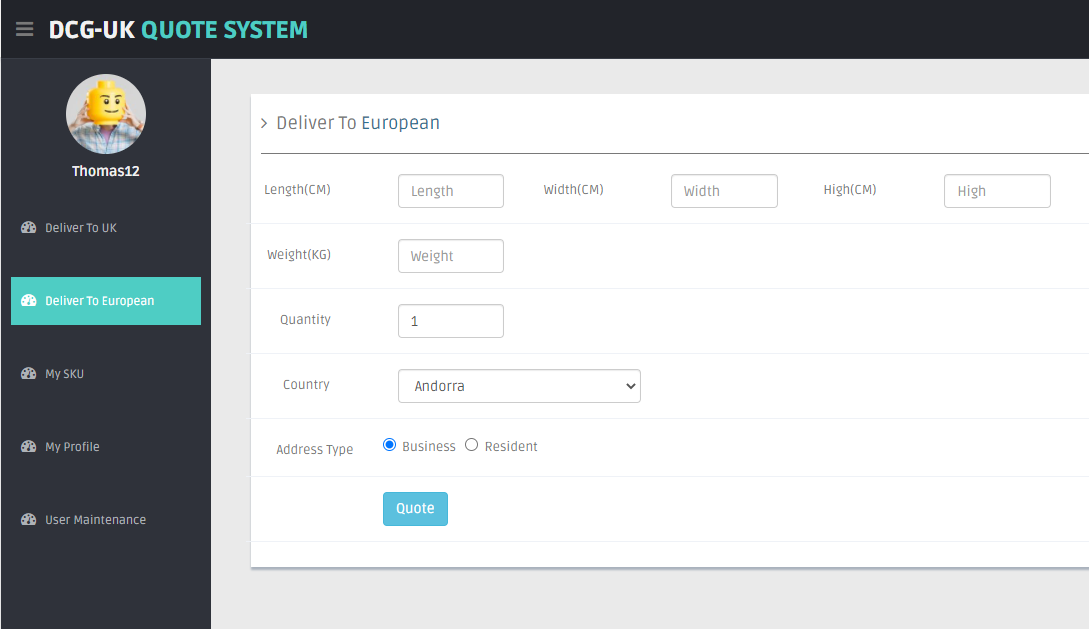 DCG-UK QUOTE SYSTEM
Thomas12
Deliver To UK
Deliver To European
My SKU
My Profile
User Maintenance
Deliver To European
Length(CM) Length Width(CM) Width High(CM) High
Weight(KG) Weight
Quantity 1
Country Andorra
Address Type Business Resident
Quote